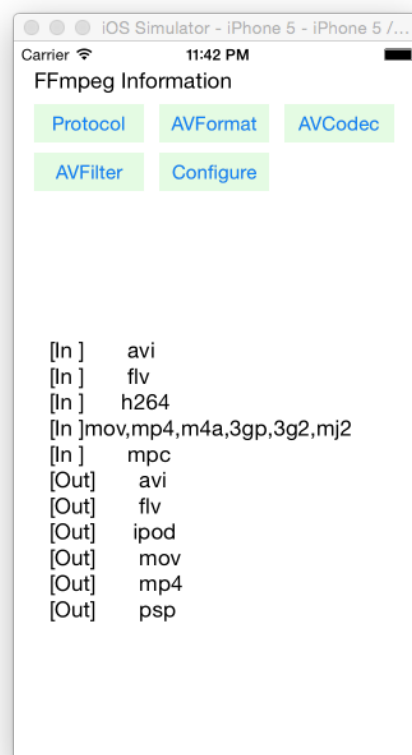 iOS Simulator - iPhone 5 - iPhone 5 /...
Carrier 11:42 PM
FFmpeg Information
Protocol AVFormat AVCodec
AVFilter Configure
[In ] avi
[In ] flv
[In ] h264
[In ]mov,mp4,m4a,3gp,3g2,mj2
[In ] mpc
[Out] avi
[Out] flv
[Out] ipod
[Out] mov
[Out] mp4
[Out] psp